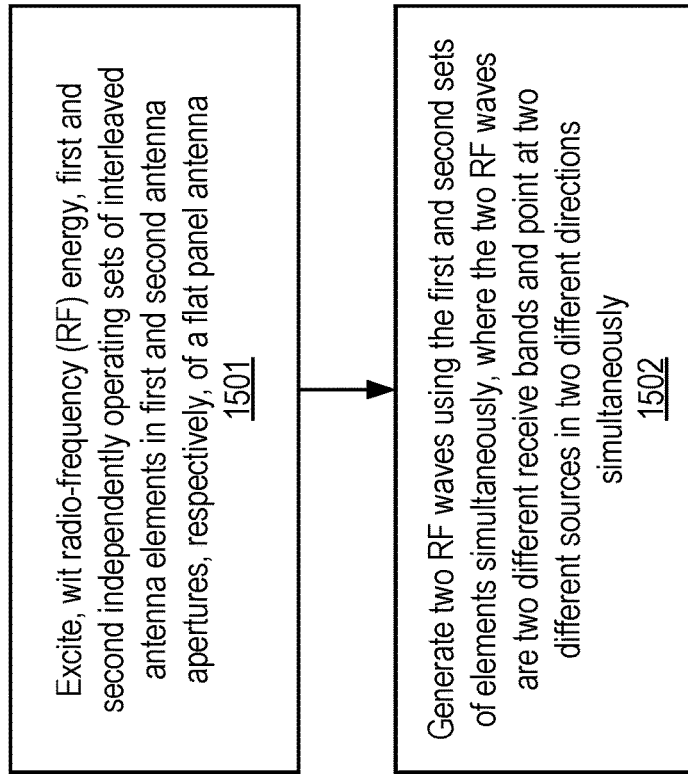 Excite, wit radio-frequency (RF) energy, first and
second independently operating sets of interleaved
antenna elements in first and second antenna
apertures, respectively, of a flat panel antenna
1501
Generate two RF waves using the first and second sets
of elements simultaneously, where the two RF waves
are two different receive bands and point at two
different sources in two different directions
simultaneously
1502